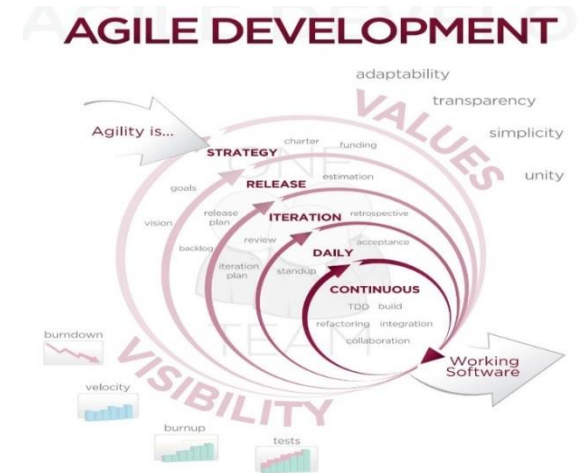 AGILE DEVELOPMENT
adaptability
VALUES
transparency
Agility is...
simplicity
charter
funding
STRATEGY
ONE
unity
estimation
goals
RELEASE
release
plan
ITERATION
retrospective
vision
review
acceptance
backlog
DAILY
iteration
plan
standup
CONTINUOUS
TDD build
refactoring integration
collaboration
TEAM
burndown
Working
Software
VISIBILITY
velocity
burnup
tests